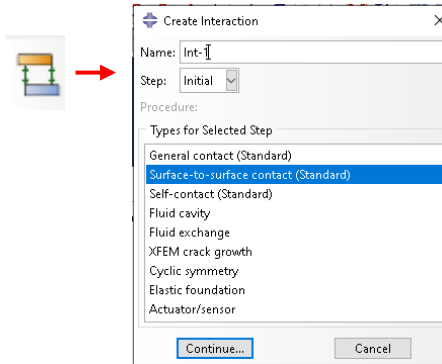 Create Interaction
Name: Int-1
Step: Initial
Procedure:
Types for Selected Step
General contact (Standard)
Surface-to-surface contact (Standard)
Self-contact (Standard)
Fluid cavity
Fluid exchange
XFEM crack growth
Cyclic symmetry
Elastic foundation
Actuator/sensor
Continue... Cancel